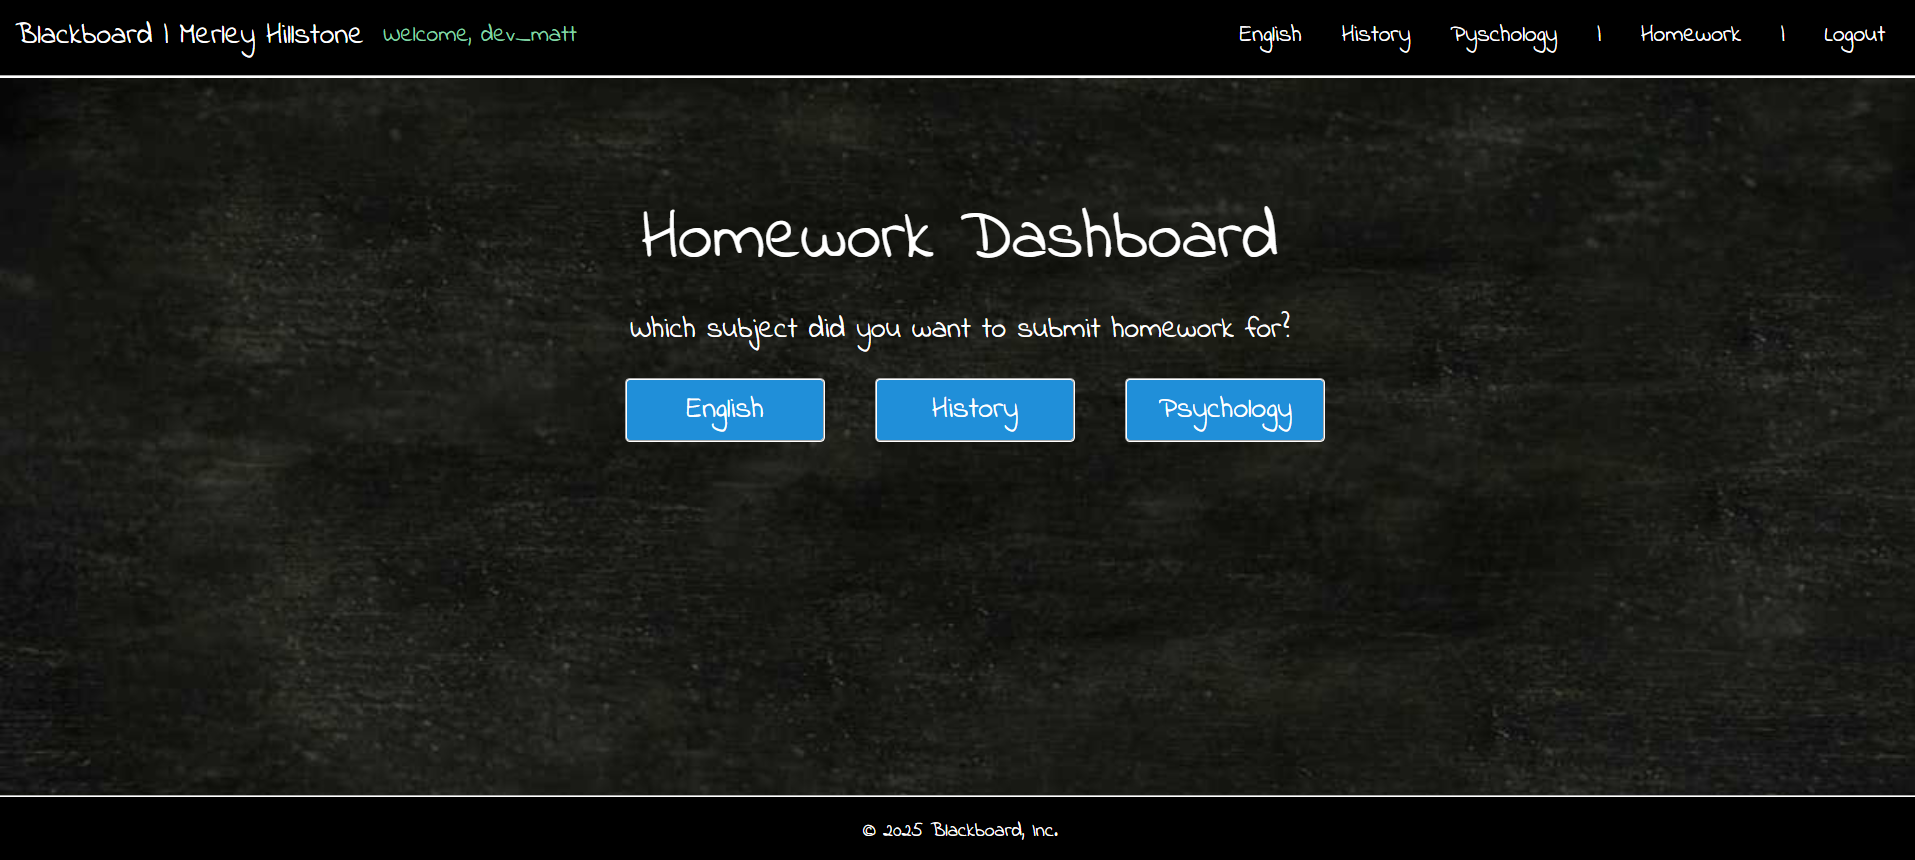 Blackboard | Merley Hillstone Welcome, dev_matt English History Pyschology | Homework | Logout
Homework Dashboard
Which subject did you want to submit homework for?
English History Psychology
© 2025 Blackboard, Inc.